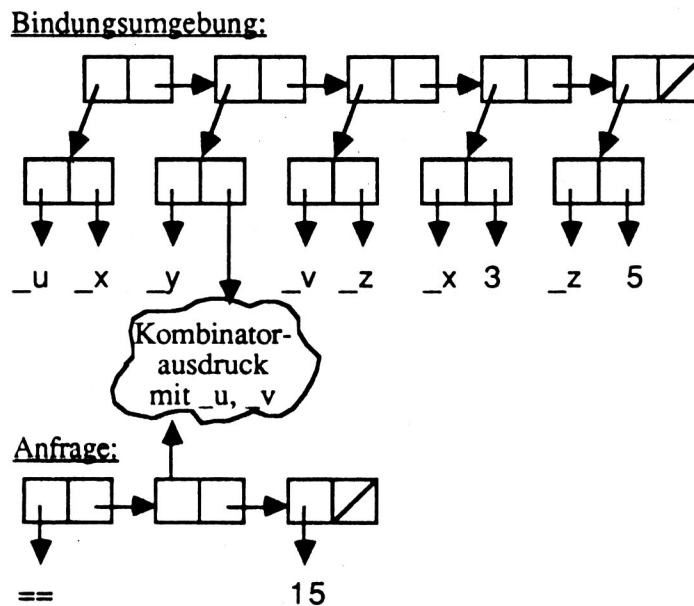 Bindungsumgebung:
_u _x _y _v _z _x 3 _z 5
Kombinator-
ausdruck
mit _u, _v
Anfrage:
== 15